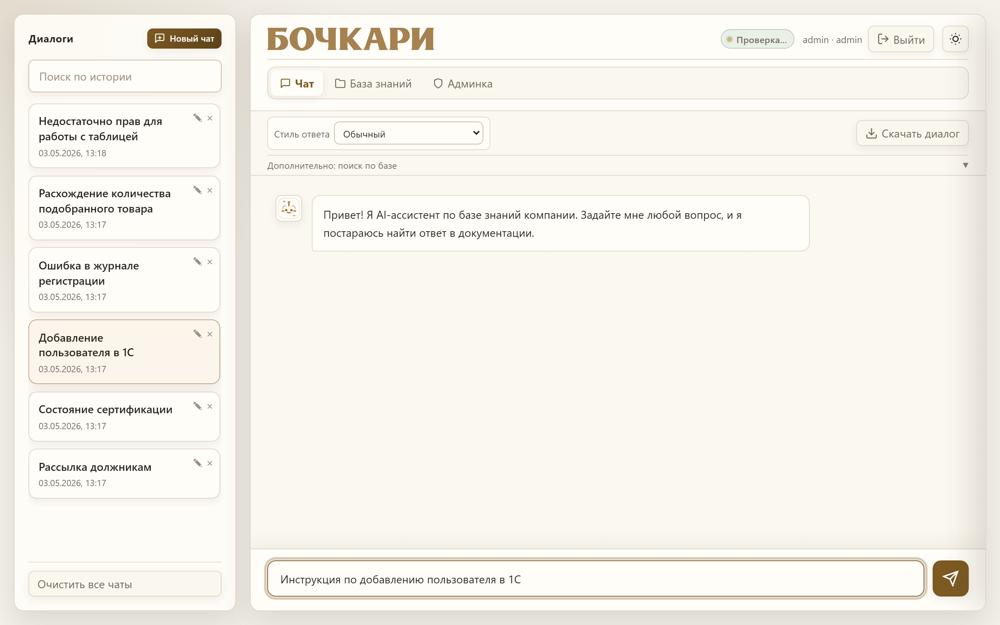 Диалоги
Новый чат
Поиск по истории
Недостаточно прав для
работы с таблицей
03.05.2026, 13:18
Расхождение количества
подобранного товара
03.05.2026, 13:17
Ошибка в журнале
регистрации
03.05.2026, 13:17
Добавление
пользователя в 1С
03.05.2026, 13:17
Состояние сертификации
03.05.2026, 13:17
Рассылка должникам
03.05.2026, 13:17
Очистить все чаты
БОЧКАРИ
Проверка...
admin · admin
Выйти
Чат
База знаний
Админка
Стиль ответа
Обычный
Скачать диалог
Дополнительно: поиск по базе
Привет! Я AI-ассистент по базе знаний компании. Задайте мне любой вопрос, и я
постараюсь найти ответ в документации.
Инструкция по добавлению пользователя в 1С